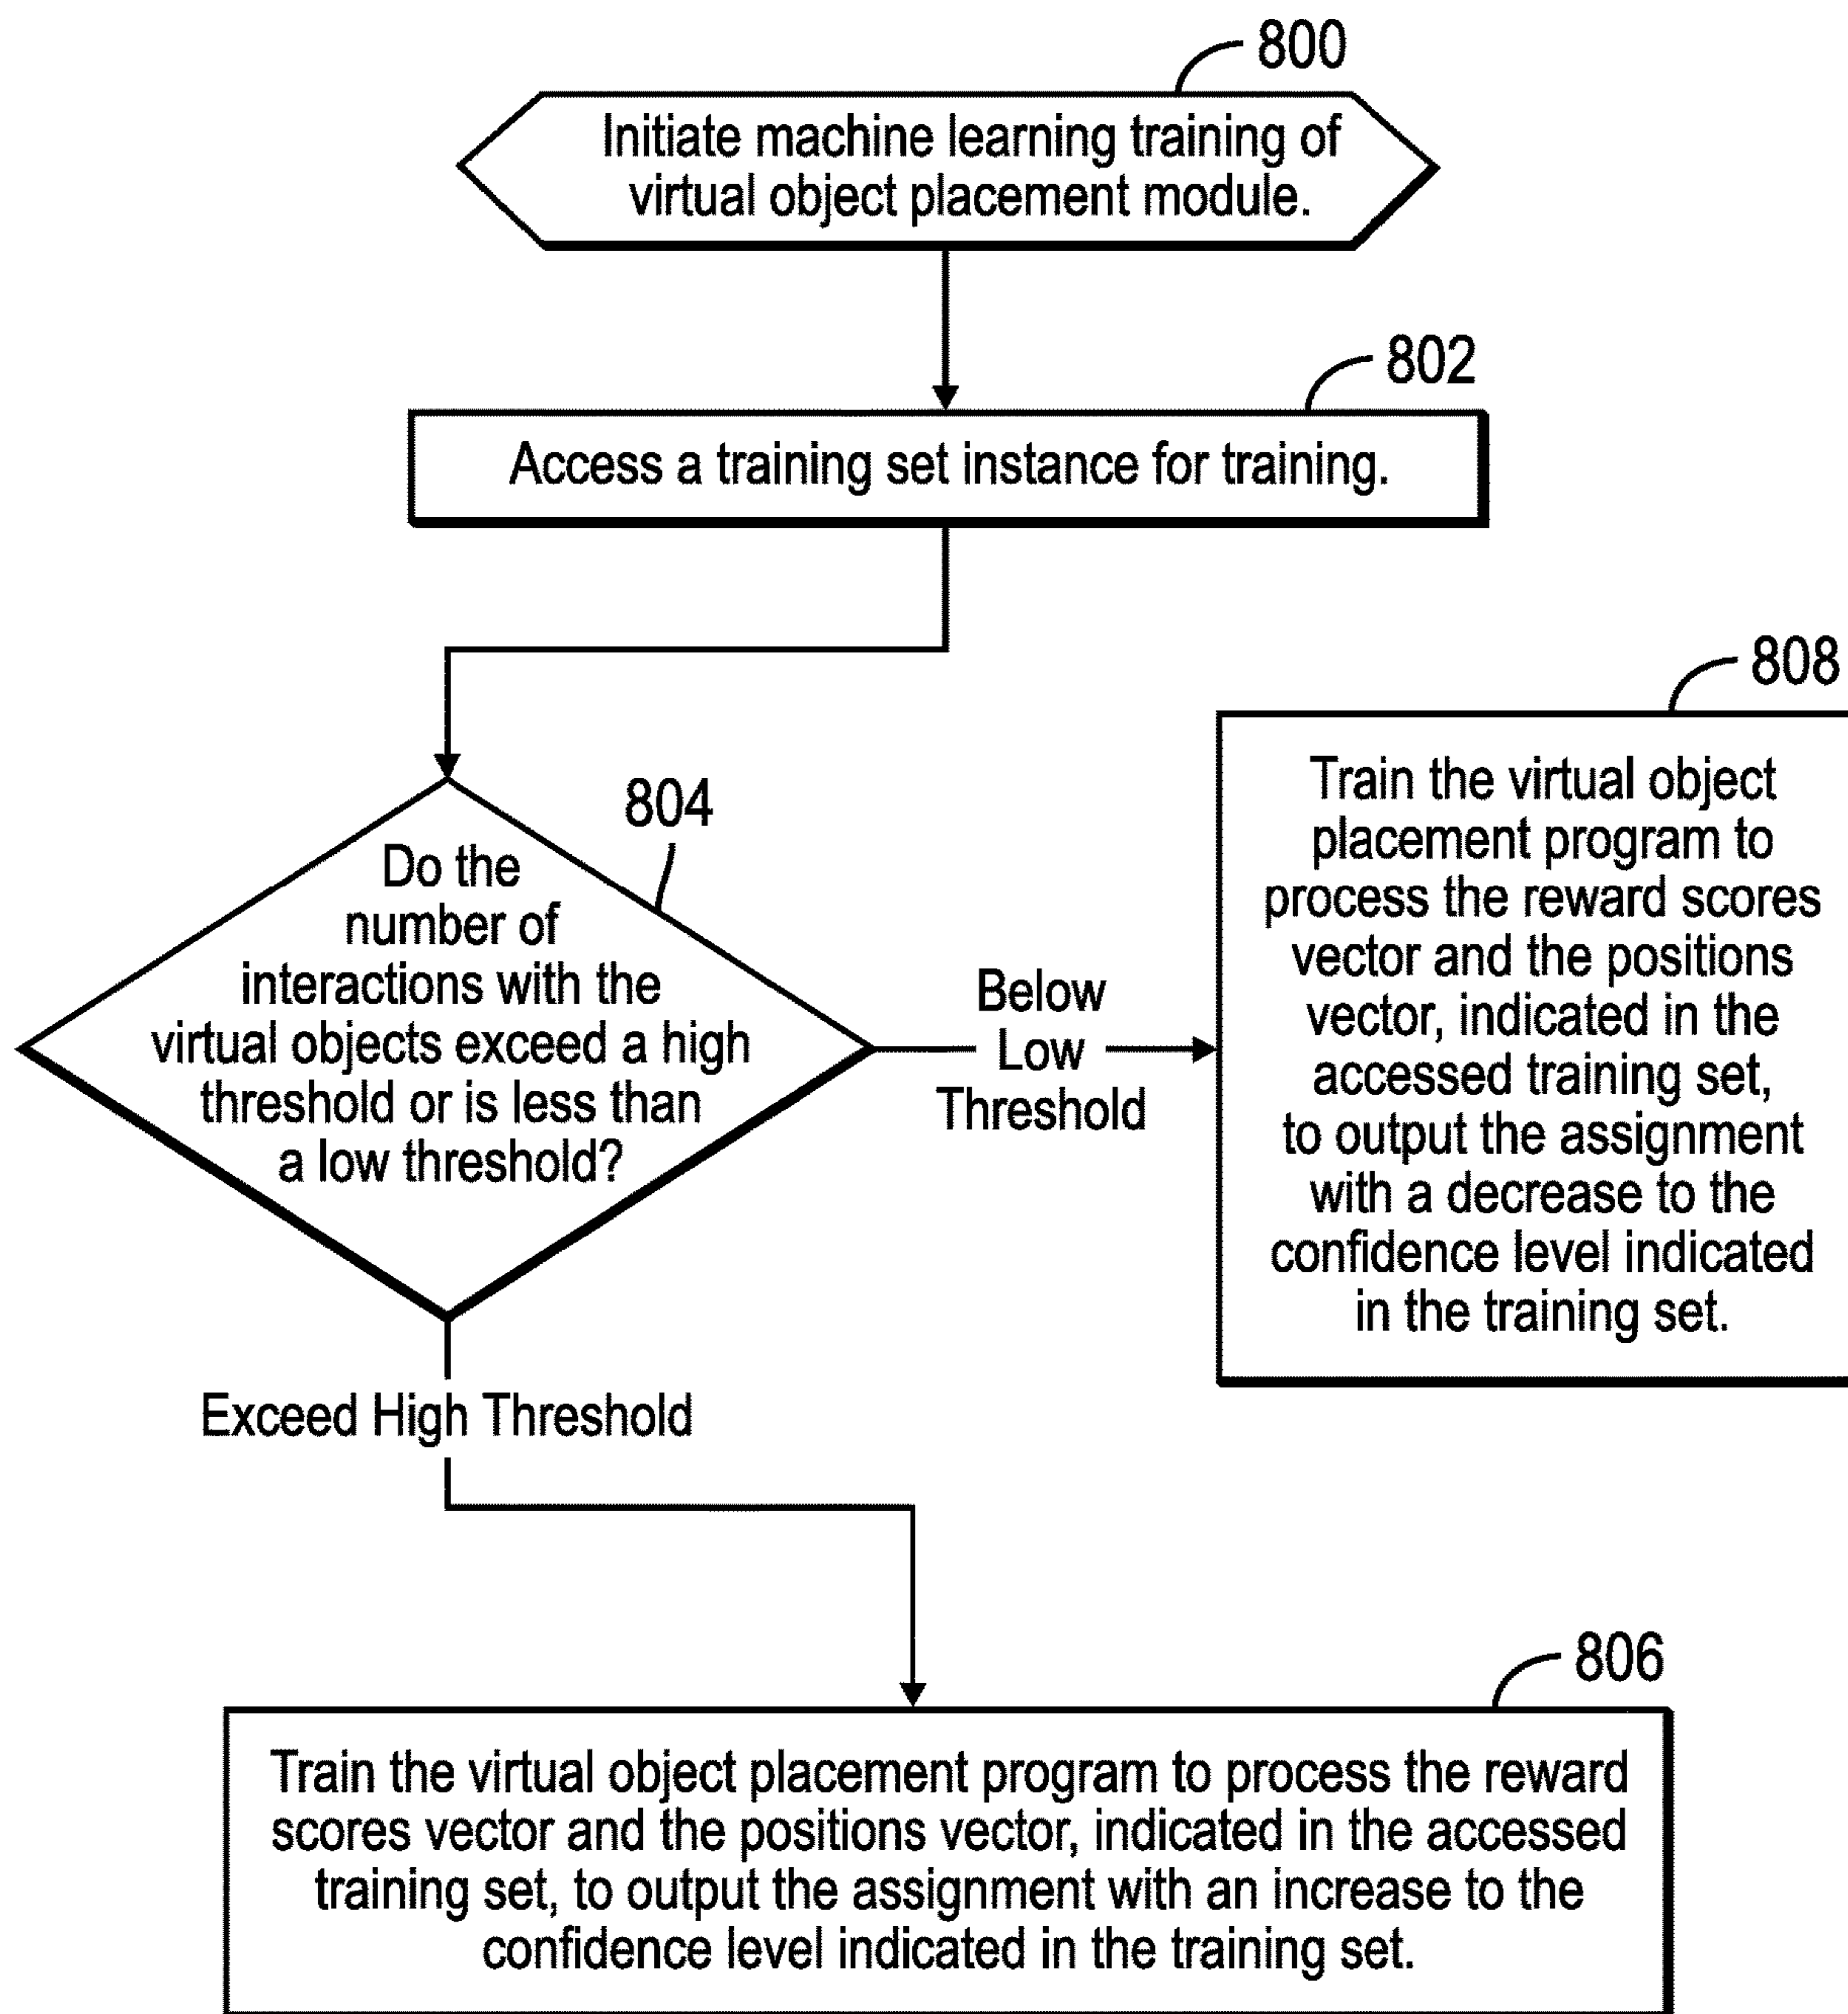 800
Initiate machine learning training of
virtual object placement module.
802
Access a training set instance for training.
804
Do the
number of
interactions with the
virtual objects exceed a high
threshold or is less than
a low threshold?
Below
Low
Threshold
808
Train the virtual object
placement program to
process the reward scores
vector and the positions
vector, indicated in the
accessed training set,
to output the assignment
with a decrease to the
confidence level indicated
in the training set.
Exceed High Threshold
806
Train the virtual object placement program to process the reward
scores vector and the positions vector, indicated in the accessed
training set, to output the assignment with an increase to the
confidence level indicated in the training set.